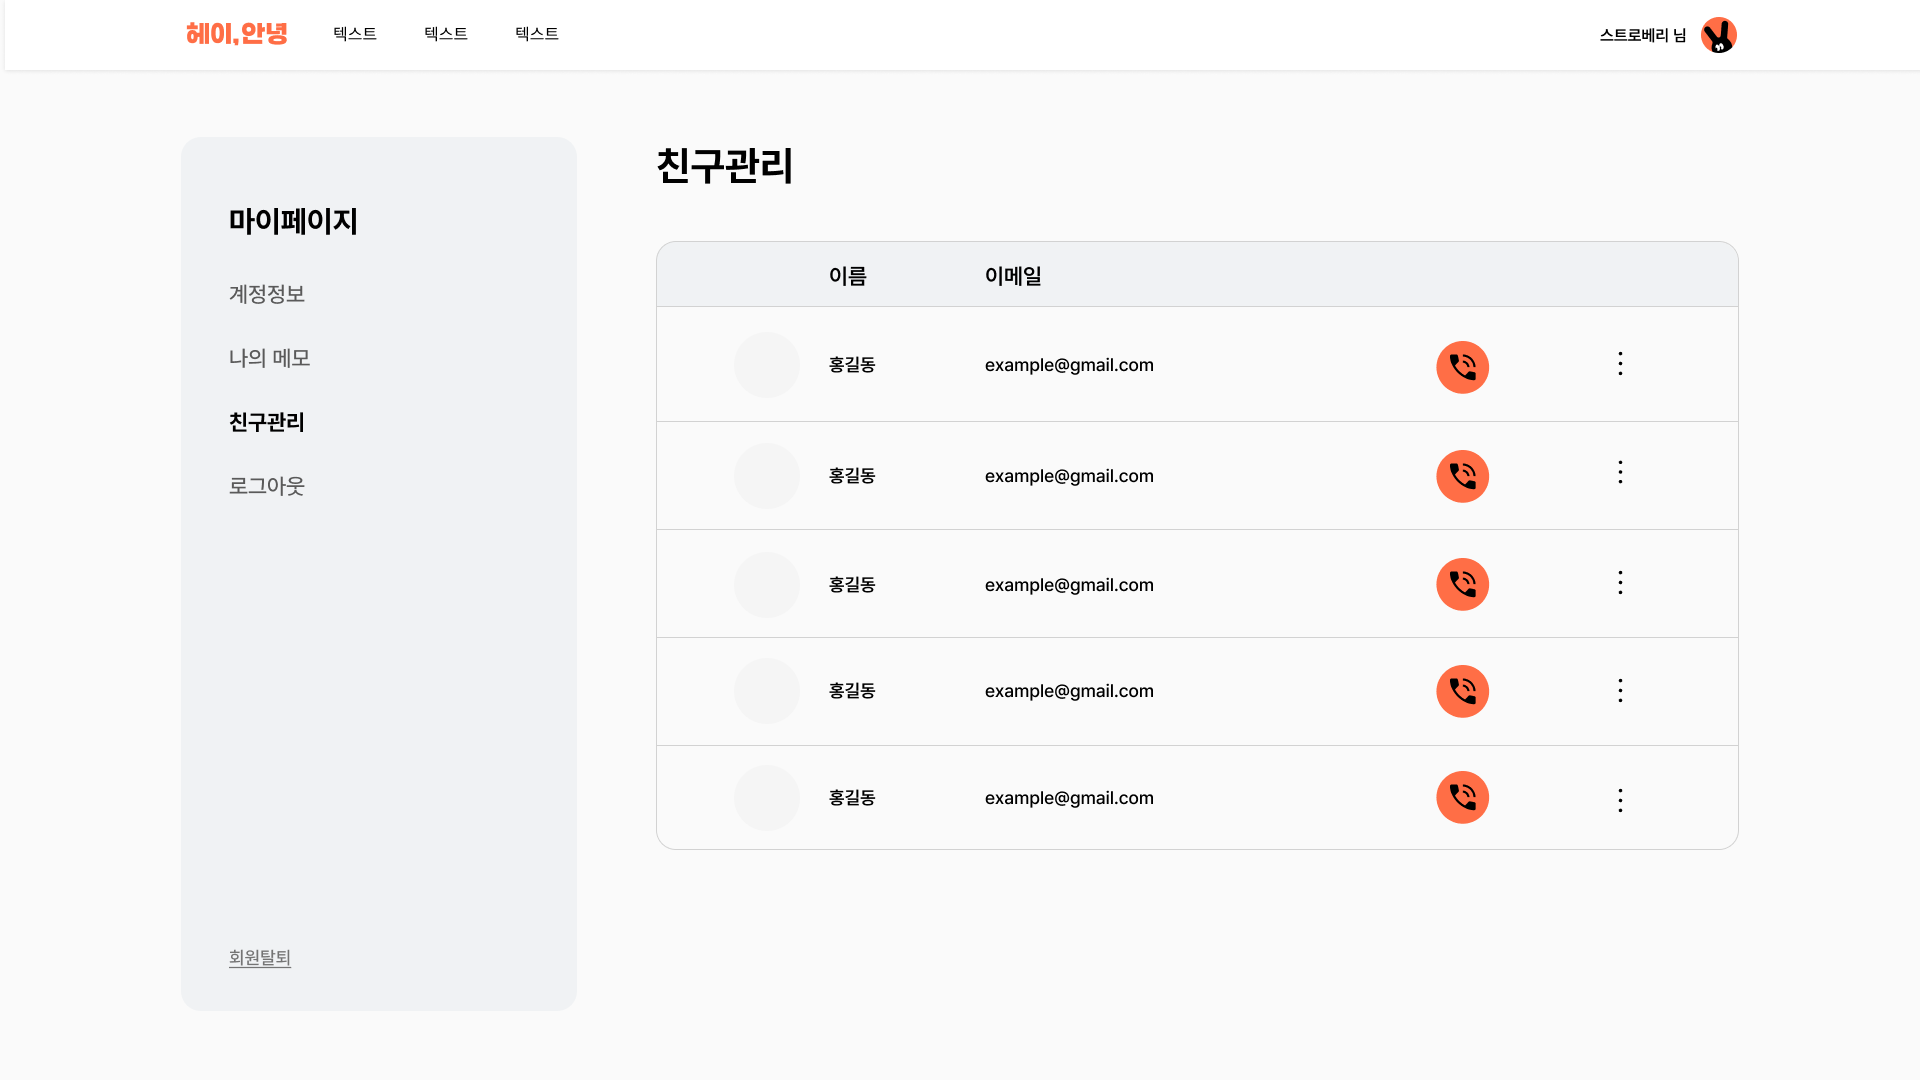 헤이,안녕 텍스트 텍스트 텍스트 스트로베리 님
마이페이지
계정정보
나의 메모
친구관리
로그아웃
회원탈퇴
친구관리
이름 이메일
홍길동 example@gmail.com
홍길동 example@gmail.com
홍길동 example@gmail.com
홍길동 example@gmail.com
홍길동 example@gmail.com